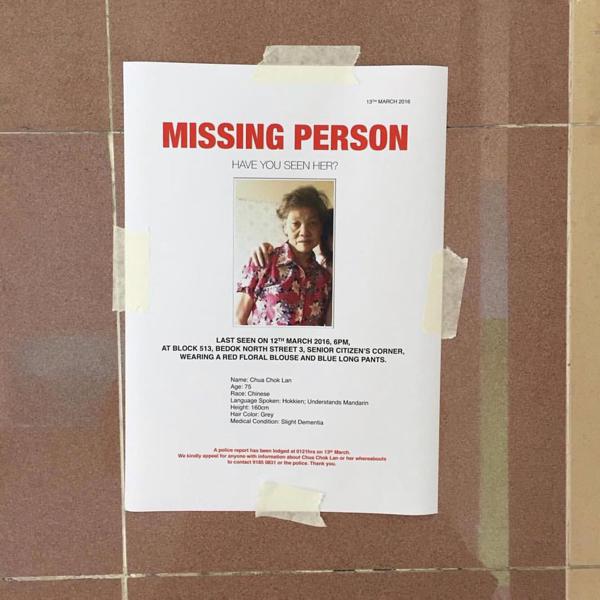 13TH MARCH 2016
MISSING PERSON
HAVE YOU SEEN HER?
LAST SEEN ON 12TH MARCH 2016, 6PM,
AT BLOCK 513, BEDOK NORTH STREET 3, SENIOR CITIZEN'S CORNER,
WEARING A RED FLORAL BLOUSE AND BLUE LONG PANTS.
Name: Chua Chok Lan
Age: 75
Race: Chinese
Language Spoken: Hokkien; Understands Mandarin
Height: 160cm
Hair Color: Grey
Medical Condition: Slight Dementia
A police report has been lodged at 0121hrs on 13th March.
We kindly appeal for anyone with information about Chua Chok Lan or her whereabouts
to contact 9185 0831 or the police. Thank you.